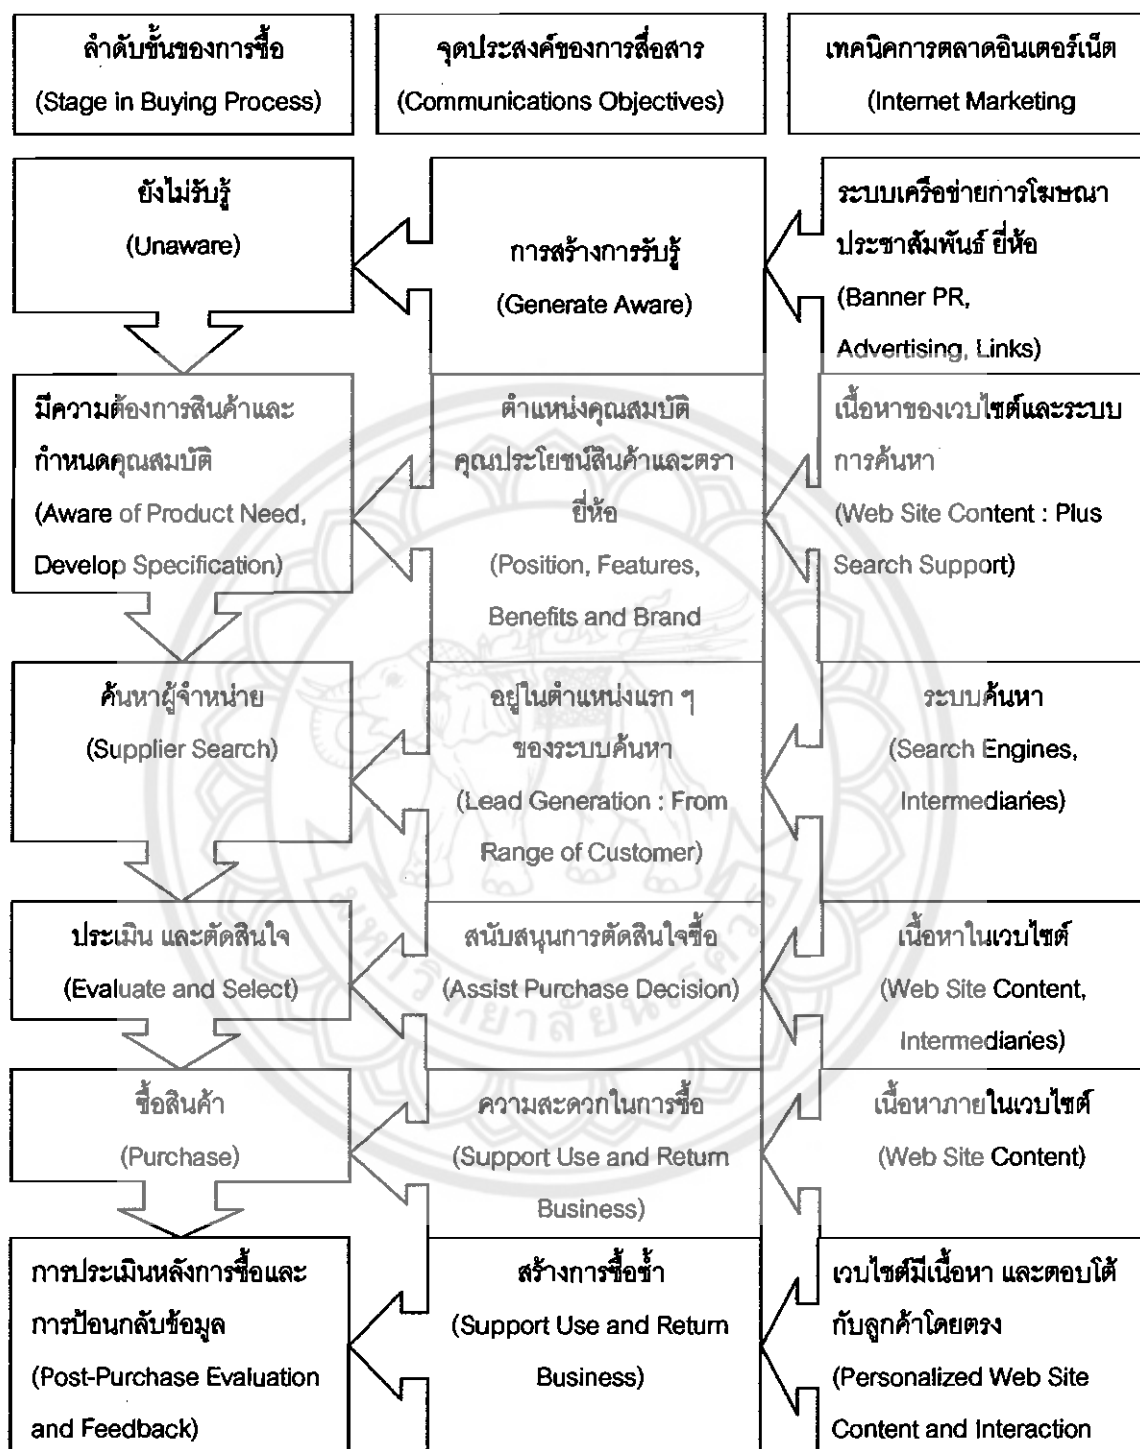 ลำดับขั้นของการซื้อ
(Stage in Buying Process)
จุดประสงค์ของการสื่อสาร
(Communications Objectives)
เทคนิคการตลาดอินเตอร์เน็ต
(Internet Marketing
ยังไม่รับรู้
(Unaware)
การสร้างการรับรู้
(Generate Aware)
ระบบเครือข่ายการโฆษณา
ประชาสัมพันธ์ ยี่ห้อ
(Banner PR,
Advertising, Links)
มีความต้องการสินค้าและ
กำหนดคุณสมบัติ
(Aware of Product Need,
Develop Specification)
ตำแหน่งคุณสมบัติ
คุณประโยชน์สินค้าและตรา
ยี่ห้อ
(Position, Features,
Benefits and Brand
เนื้อหาของเวบไซต์และระบบ
การค้นหา
(Web Site Content : Plus
Search Support)
ค้นหาผู้จำหน่าย
(Supplier Search)
อยู่ในตำแหน่งแรก ๆ
ของระบบค้นหา
(Lead Generation : From
Range of Customer)
ระบบค้นหา
(Search Engines,
Intermediaries)
ประเมิน และตัดสินใจ
(Evaluate and Select)
สนับสนุนการตัดสินใจซื้อ
(Assist Purchase Decision)
เนื้อหาในเวบไซต์
(Web Site Content,
Intermediaries)
ซื้อสินค้า
(Purchase)
ความสะดวกในการซื้อ
(Support Use and Return
Business)
เนื้อหาภายในเวบไซต์
(Web Site Content)
การประเมินหลังการซื้อและ
การป้อนกลับข้อมูล
(Post-Purchase Evaluation
and Feedback)
สร้างการซื้อซ้ำ
(Support Use and Return
Business)
เวบไซต์มีเนื้อหา และตอบโต้
กับลูกค้าโดยตรง
(Personalized Web Site
Content and Interaction
มหาวิทยาลัยนเรศวร